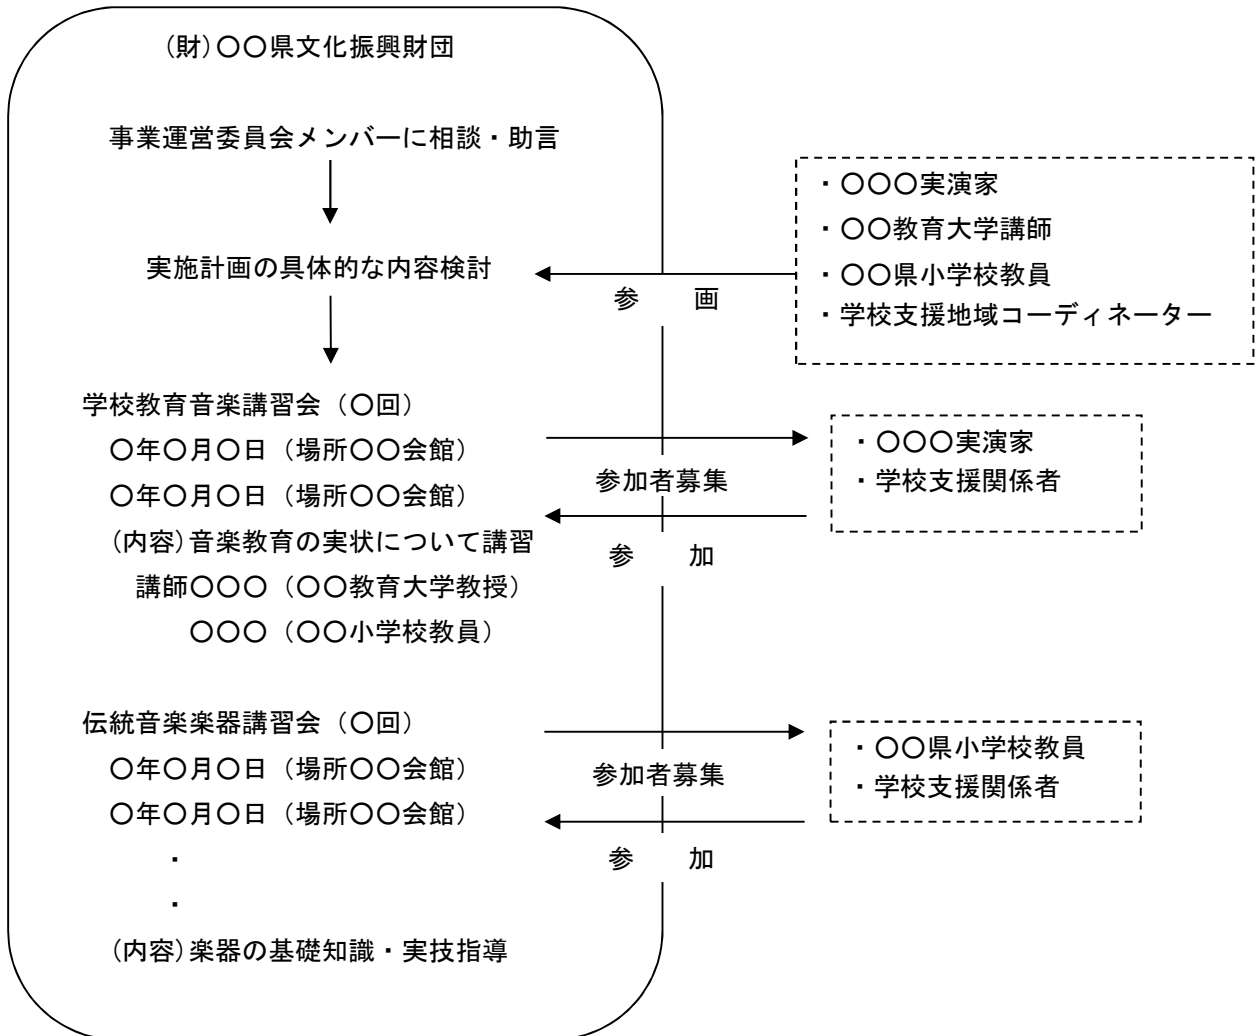 (財)〇〇県文化振興財団
事業運営委員会メンバーに相談・助言
実施計画の具体的な内容検討
参　画
・〇〇〇実演家
・〇〇教育大学講師
・〇〇県小学校教員
・学校支援地域コーディネーター
学校教育音楽講習会（〇回）
〇年〇月〇日（場所〇〇会館）
〇年〇月〇日（場所〇〇会館）
(内容)音楽教育の実状について講習
講師〇〇〇（〇〇教育大学教授）
〇〇〇（〇〇小学校教員）
参加者募集
参　加
・〇〇〇実演家
・学校支援関係者
伝統音楽楽器講習会（〇回）
〇年〇月〇日（場所〇〇会館）
〇年〇月〇日（場所〇〇会館）
・
・
(内容)楽器の基礎知識・実技指導
参加者募集
参　加
・〇〇県小学校教員
・学校支援関係者